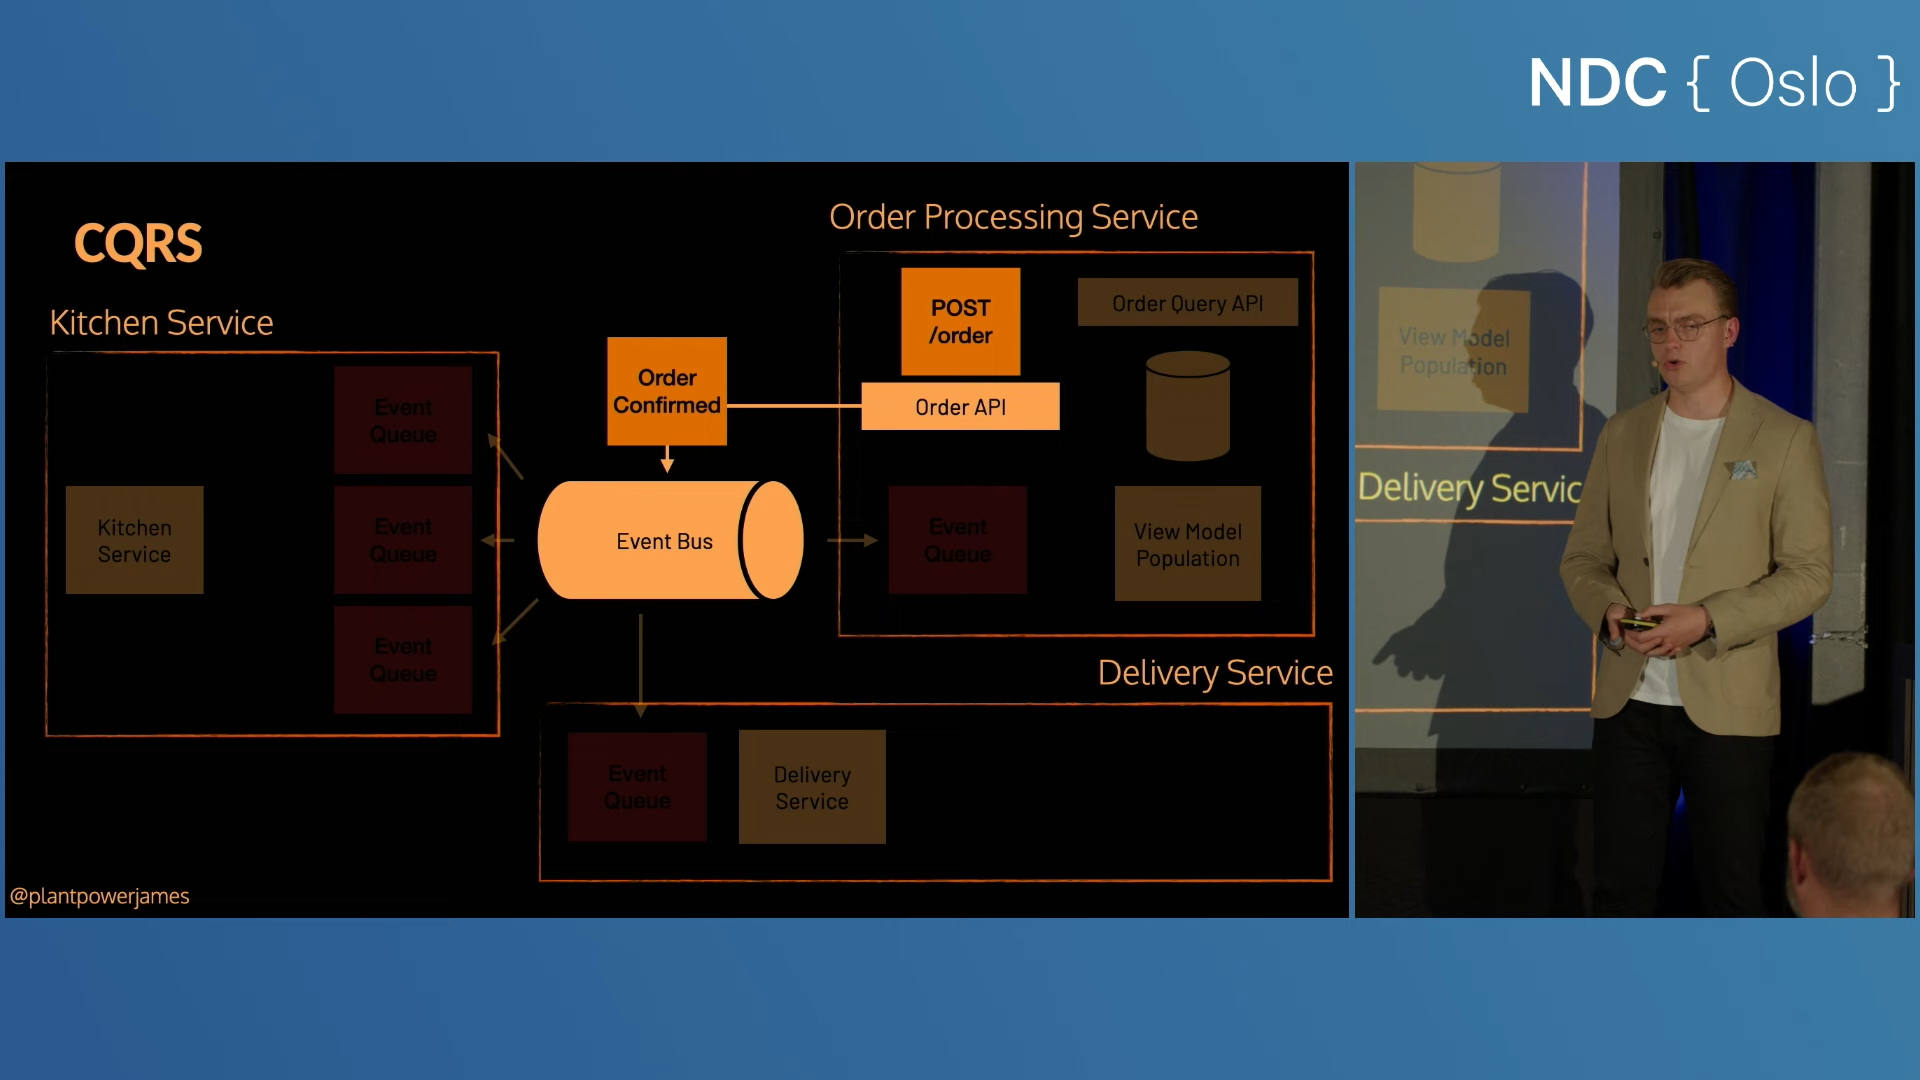 NDC { Oslo }
CQRS
Order Processing Service
Kitchen Service
POST
/order
Order Query API
Order
Confirmed
Order API
Event
Queue
Kitchen
Service
Event
Queue
Event Bus
Event
Queue
View Model
Population
Event
Queue
Delivery Service
Event
Queue
Delivery
Service
@plantpowerjames
View Model
Population
Delivery Servic